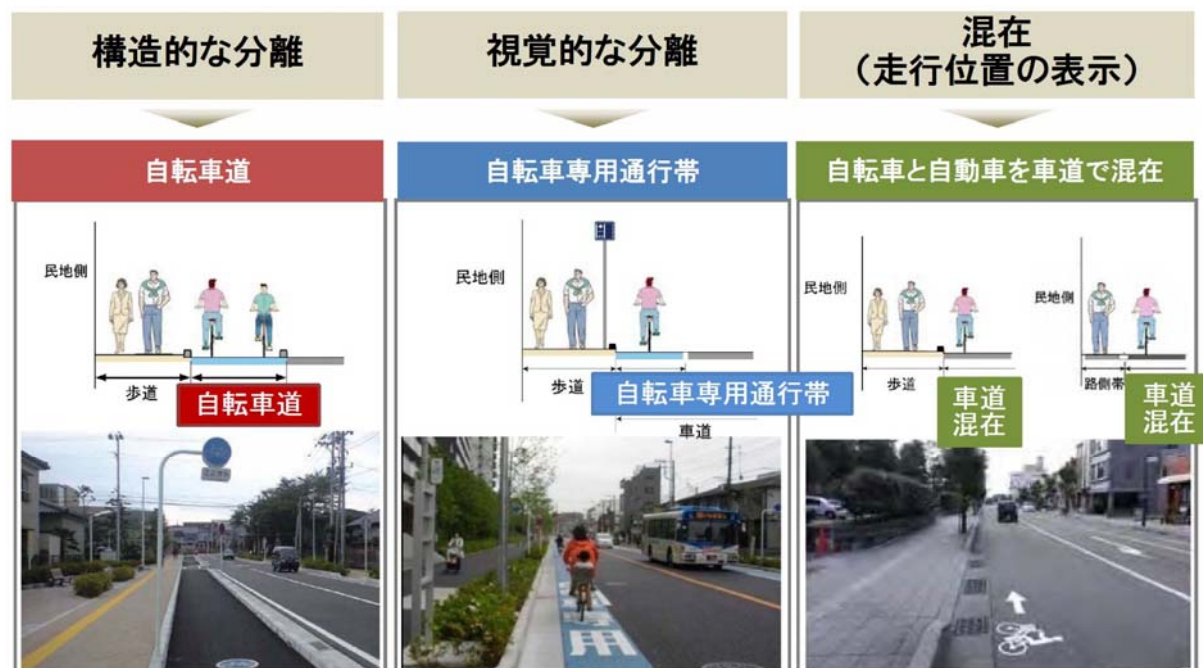 構造的な分離
視覚的な分離
混在
（走行位置の表示）
自転車道
自転車専用通行帯
自転車と自動車を車道で混在
民地側
歩道
自転車道
民地側
歩道
自転車専用通行帯
車道
民地側
歩道
車道
混在
民地側
路側帯
車道
混在
用